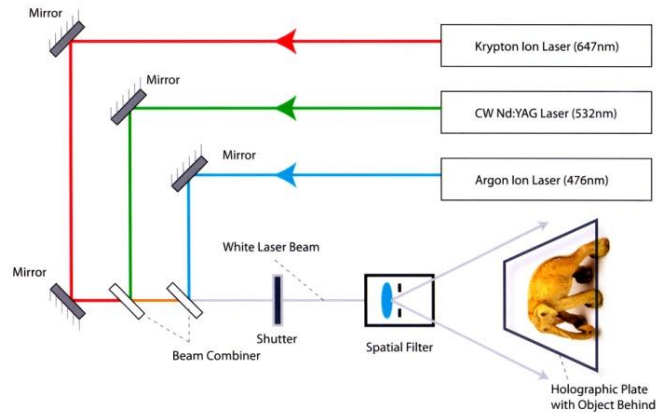 Mirror
Krypton Ion Laser (647nm)
Mirror
CW Nd:YAG Laser (532nm)
Mirror
Argon Ion Laser (476nm)
White Laser Beam
Mirror
Shutter
Spatial Filter
Beam Combiner
Holographic Plate
with Object Behind